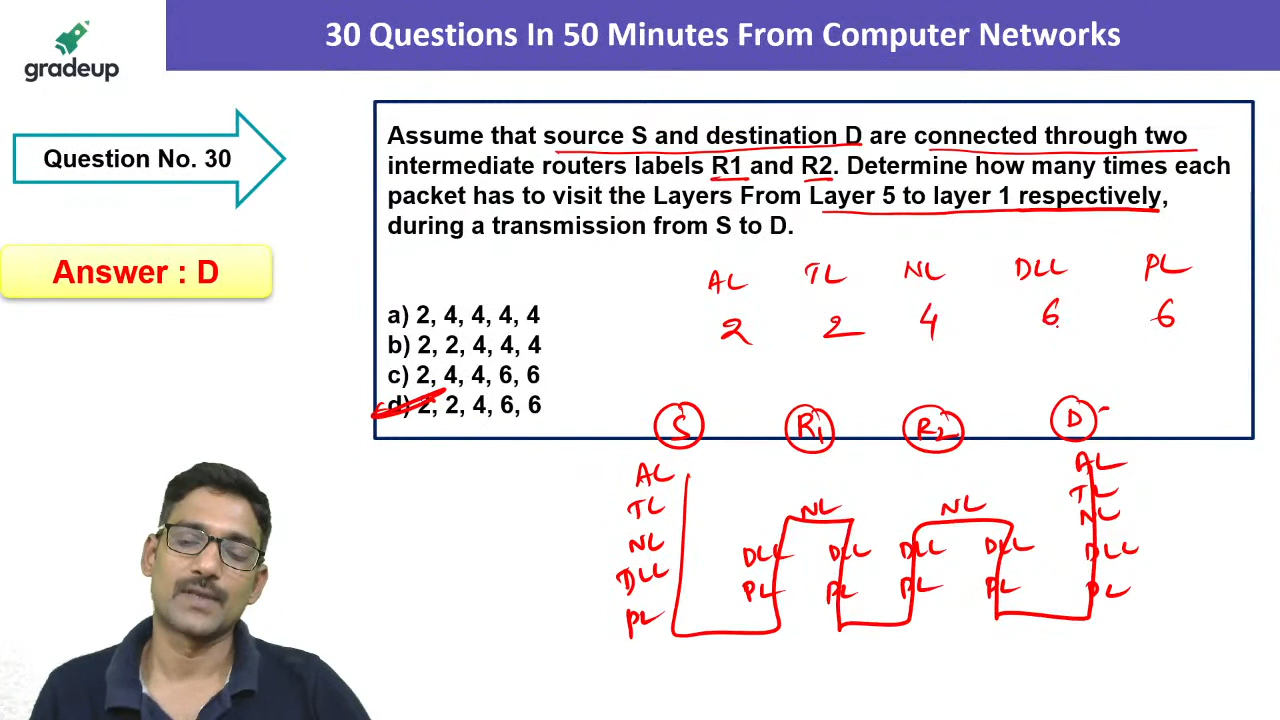 30 Questions In 50 Minutes From Computer Networks
gradeup
Question No. 30
Answer : D
Assume that source S and destination D are connected through two
intermediate routers labels R1 and R2. Determine how many times each
packet has to visit the Layers From Layer 5 to layer 1 respectively,
during a transmission from S to D.
AL TL NL DLL PL
2 2 4 6 6
a) 2, 4, 4, 4, 4
b) 2, 2, 4, 4, 4
c) 2, 4, 4, 6, 6
d) 2, 2, 4, 6, 6
S R1 R2 D
AL AL
TL TL
NL NL NL NL
DLL DLL DLL DLL DLL DLL
PL PL PL PL PL PL